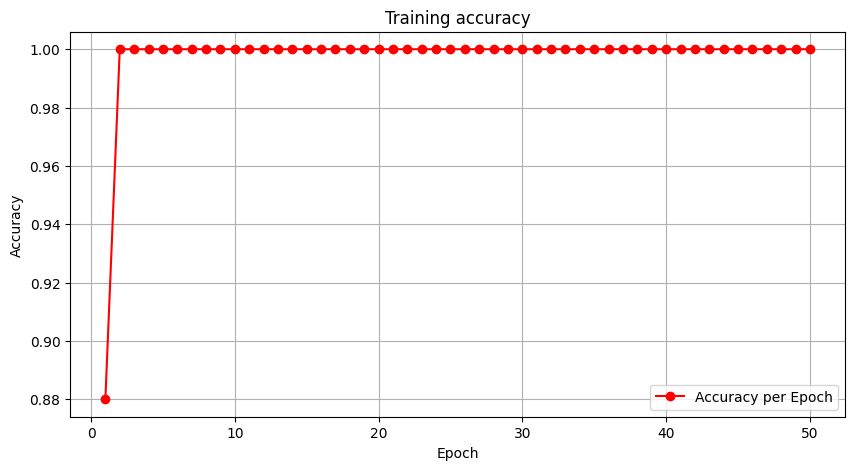 Training accuracy
1.00
0.98
0.96
0.94
0.92
0.90
0.88
Accuracy
Accuracy per Epoch
0 10 20 30 40 50
Epoch